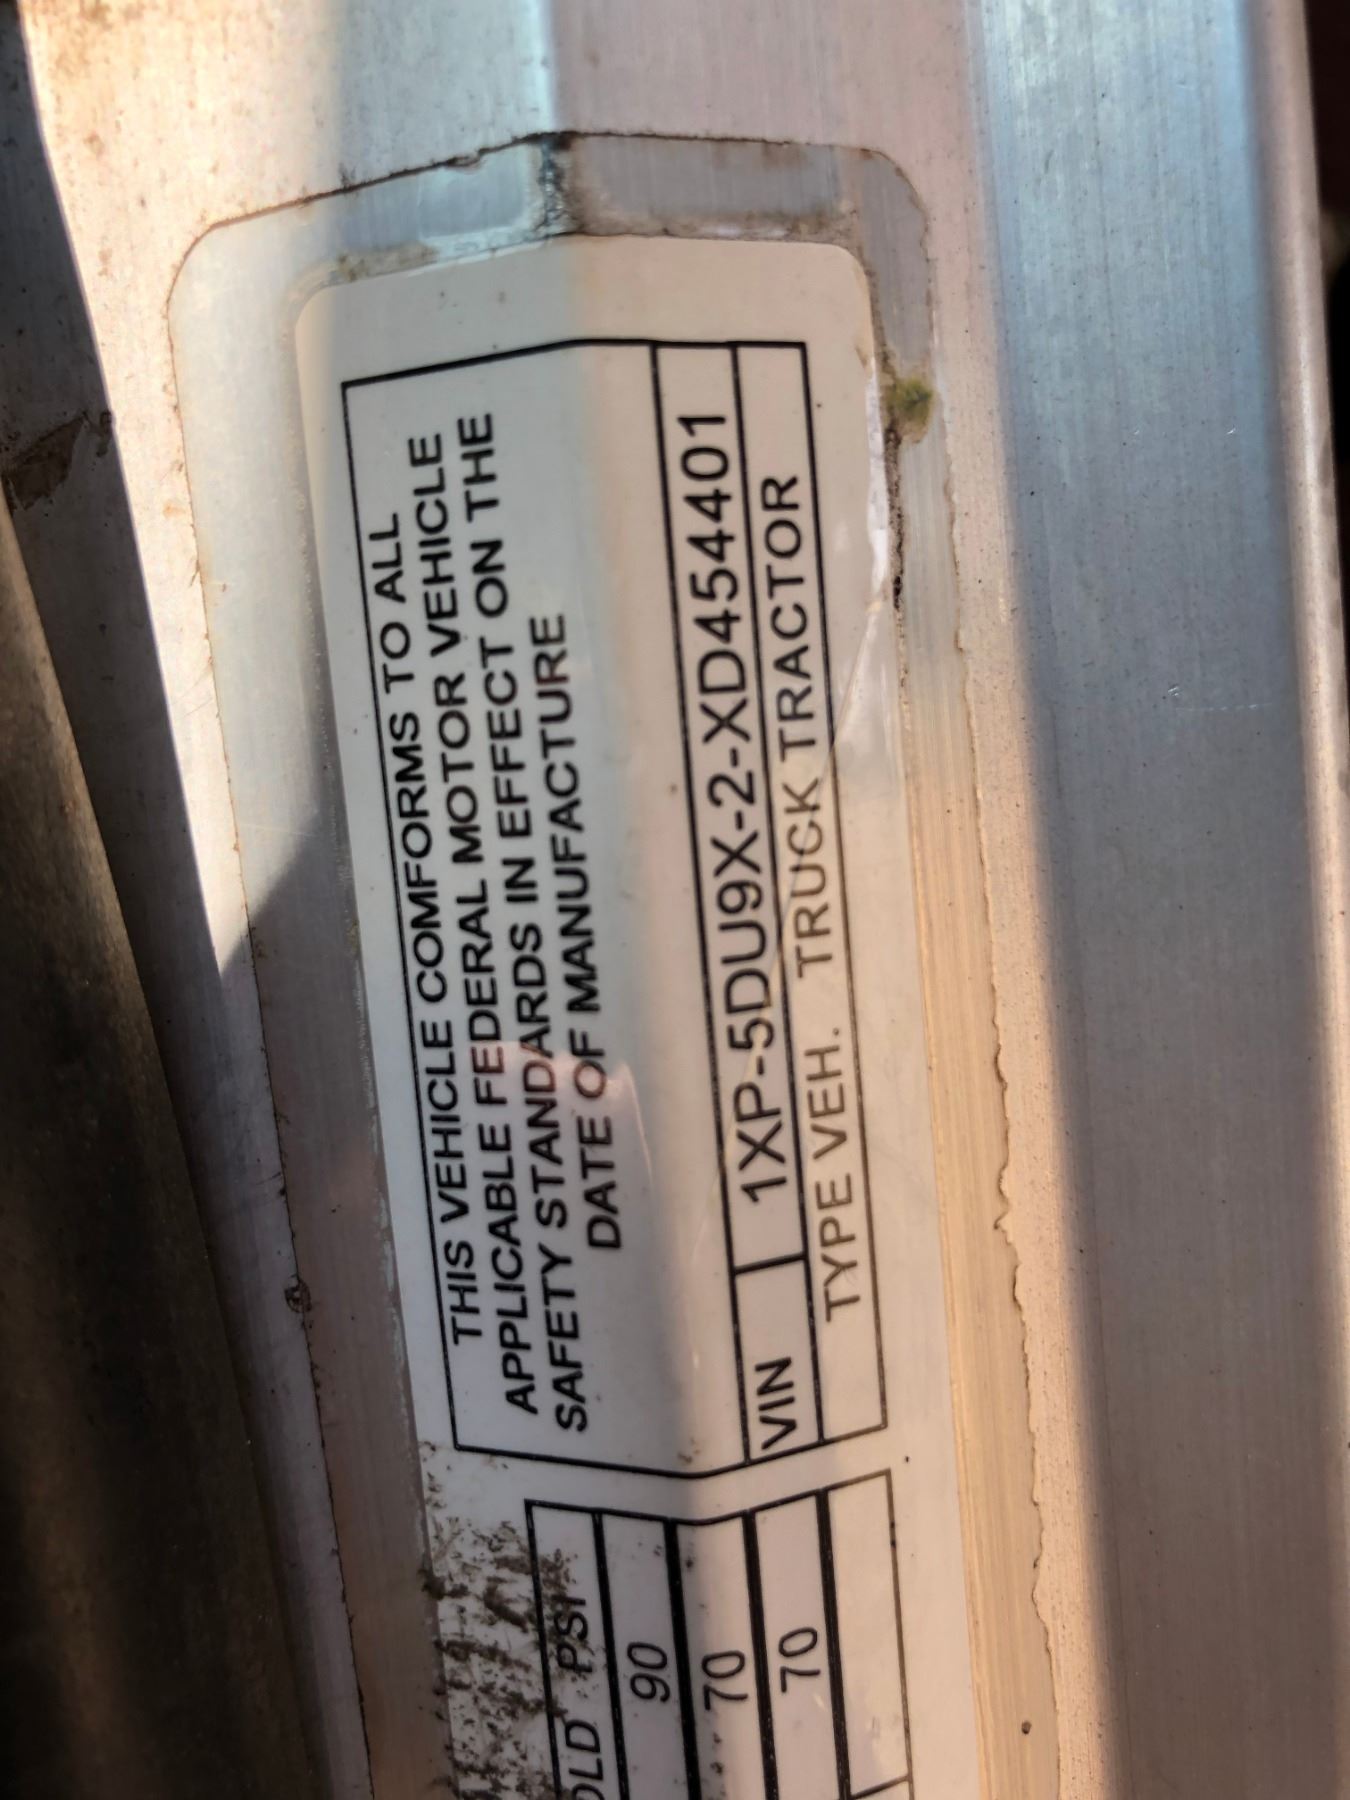 THIS VEHICLE COMFORMS TO ALL
APPLICABLE FEDERAL MOTOR VEHICLE
SAFETY STANDARDS IN EFFECT ON THE
DATE OF MANUFACTURE
VIN 1XP-5DU9X-2-XD454401
TYPE VEH. TRUCK TRACTOR
OLD PSI
90
70
70